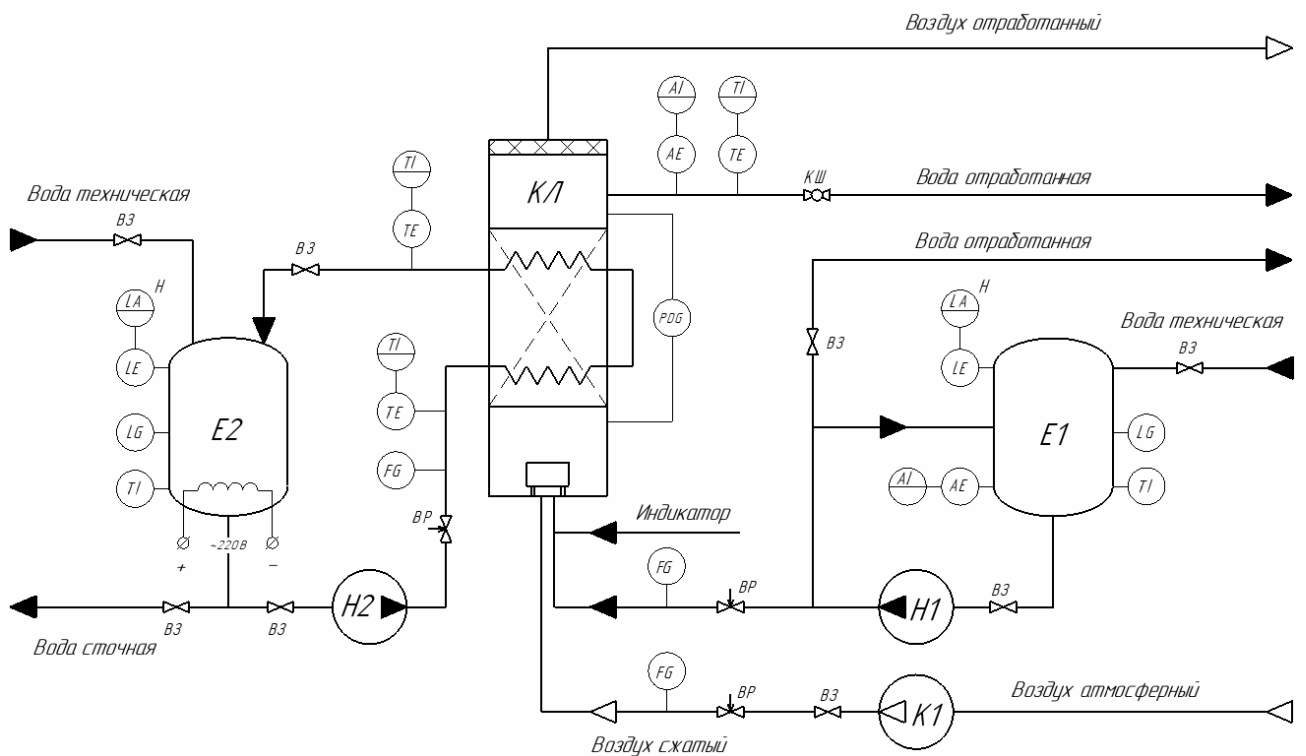 Воздух отработанный
AI
TI
TI
AE
TE
КЛ
КШ
Вода отработанная
Вода техническая
ВЗ
TE
ВЗ
Вода отработанная
LA
H
LA
H
PDG
Вода техническая
TI
ВЗ
ВЗ
LE
LE
TE
E2
E1
LG
LG
FG
AI
AE
TI
TI
ВР
Индикатор
~220В
+
−
FG
ВР
ВЗ
H2
H1
ВЗ
ВЗ
Вода сточная
FG
ВР
ВЗ
K1
Воздух атмосферный
Воздух сжатый